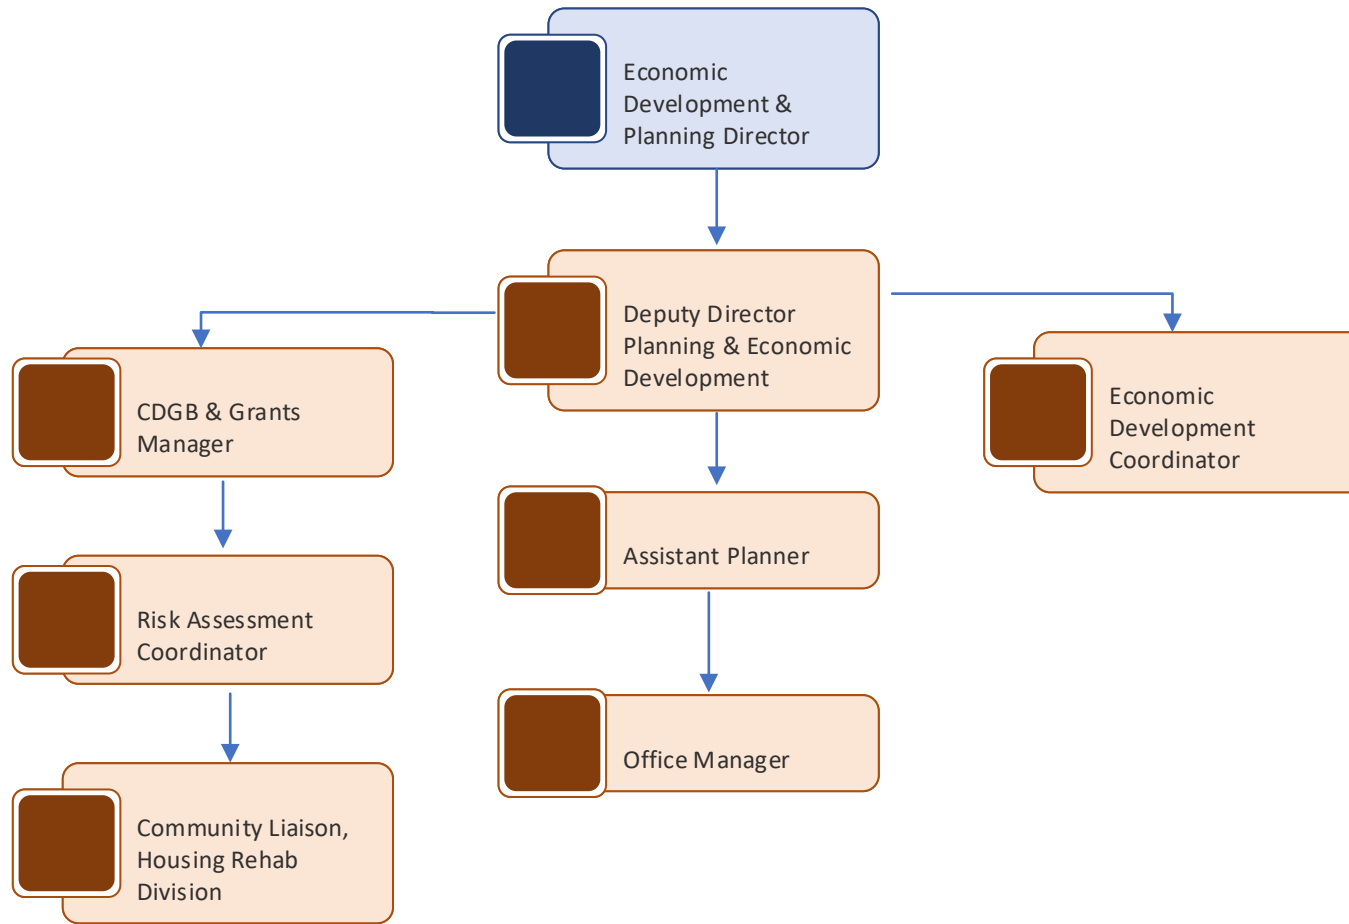 Economic
Development &
Planning Director
Deputy Director
Planning & Economic
Development
CDGB & Grants
Manager
Economic
Development
Coordinator
Assistant Planner
Risk Assessment
Coordinator
Office Manager
Community Liaison,
Housing Rehab
Division